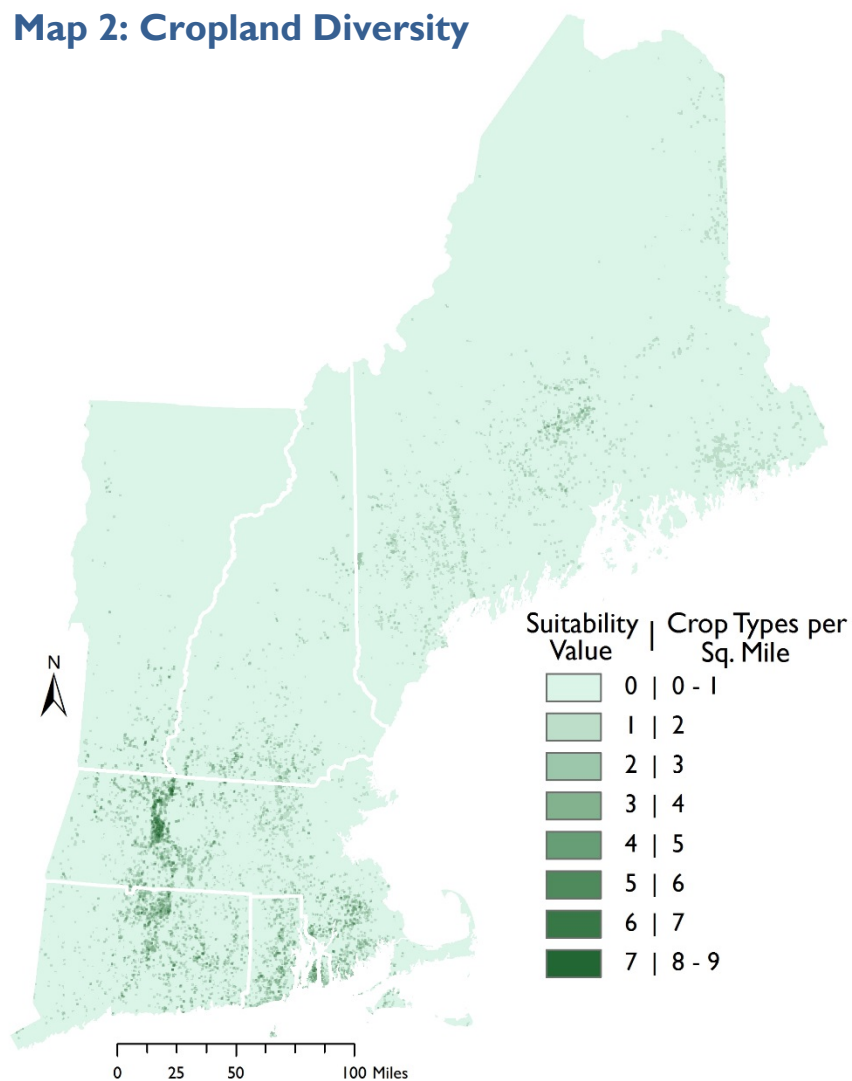 Map 2: Cropland Diversity
Suitability | Crop Types per
Value Sq. Mile
0 | 0 - 1
1 | 2
2 | 3
3 | 4
4 | 5
5 | 6
6 | 7
7 | 8 - 9
N
0 25 50 100 Miles